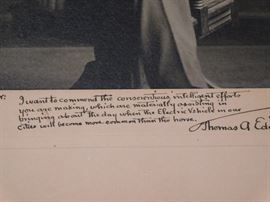 r.
I want to commend the conscientious intelligent efforts
you are making, which are materially assisting in
bringing about the day when the Electric Vehicle in our
Cities will become more common than the horse.
Thomas A Edi